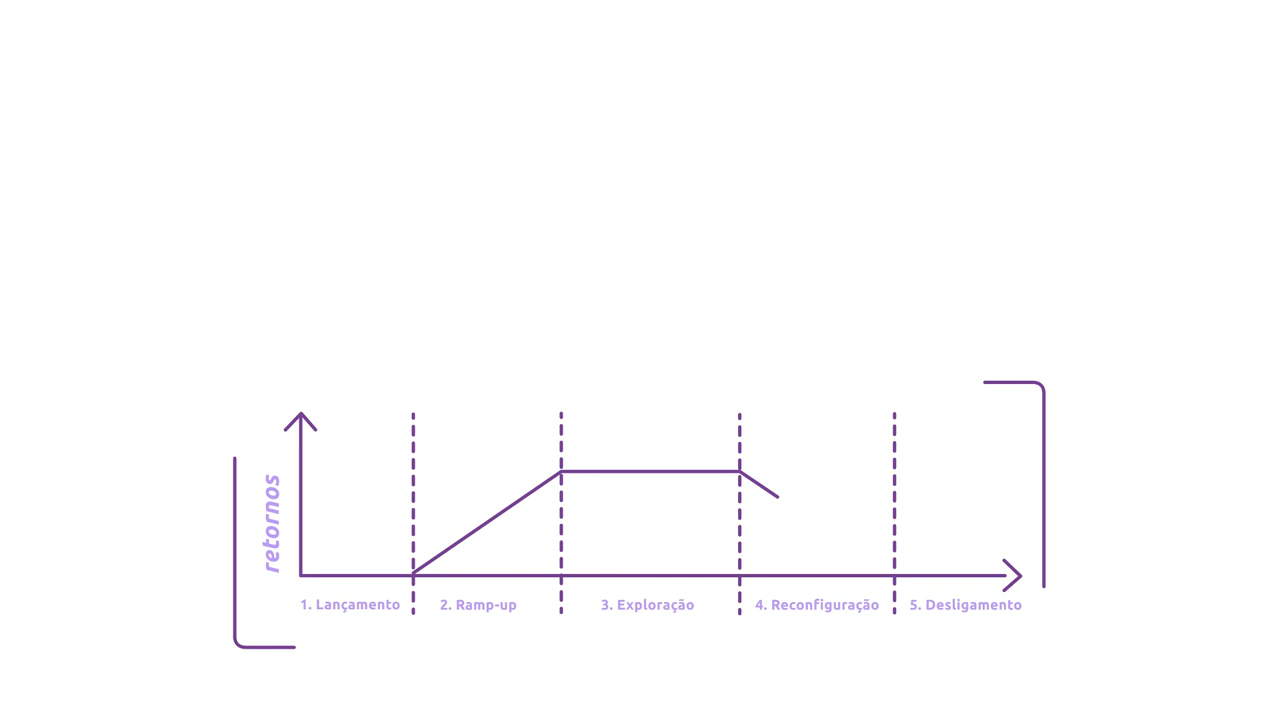 retornos
1. Lançamento
2. Ramp-up
3. Exploração
4. Reconfiguração
5. Desligamento